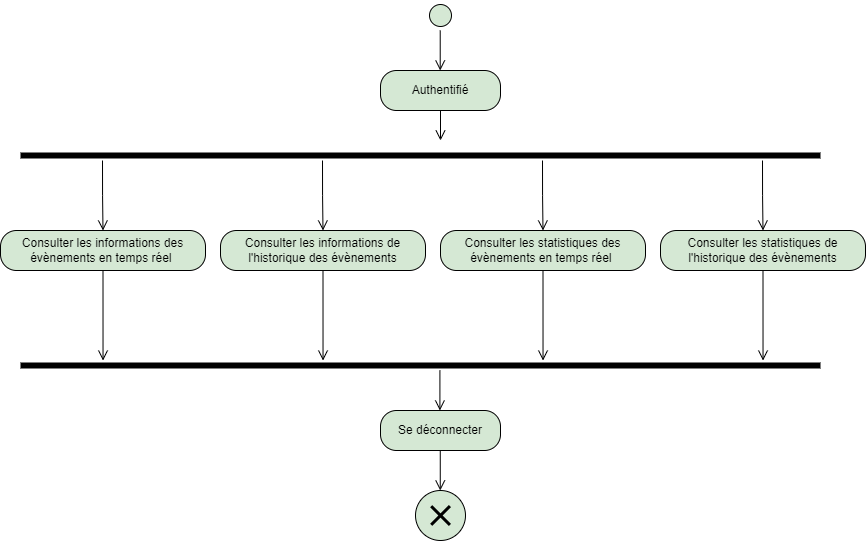 Authentifié
Consulter les informations des
évènements en temps réel
Consulter les informations de
l'historique des évènements
Consulter les statistiques des
évènements en temps réel
Consulter les statistiques de
l'historique des évènements
Se déconnecter